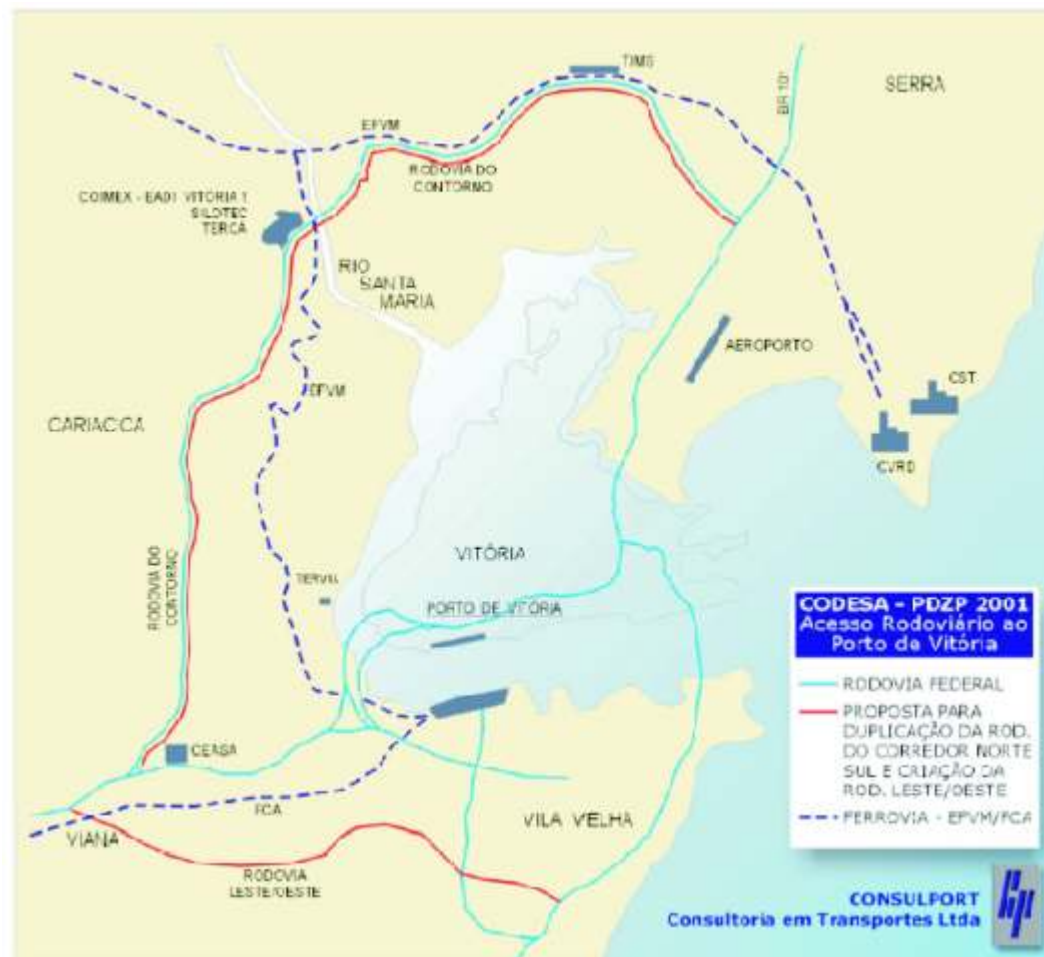 TIMS
SERRA
BR 101
EFVM
RODOVIA DO
CONTORNO
COIMEX - EADI VITÓRIA 1
SILOTEC
TERCA
RIO
SANTA
MARIA
AEROPORTO
CST
EFVM
CARIACICA
CVRD
RODOVIA DO
CONTORNO
VITÓRIA
PORTO DE VITÓRIA
CODESA - PDZP 2001
Acesso Rodoviário ao
Porto de Vitória
RODOVIA FEDERAL
PROPOSTA PARA
DUPLICAÇÃO DA ROD.
DO CORREDOR NORTE
SUL E CRIAÇÃO DA
ROD. LESTE/OESTE
FERROVIA - EFVM/FCA
CEASA
FCA
VIANA
VILA VELHA
RODOVIA
LESTE/OESTE
CONSULPORT
Consultoria em Transportes Ltda